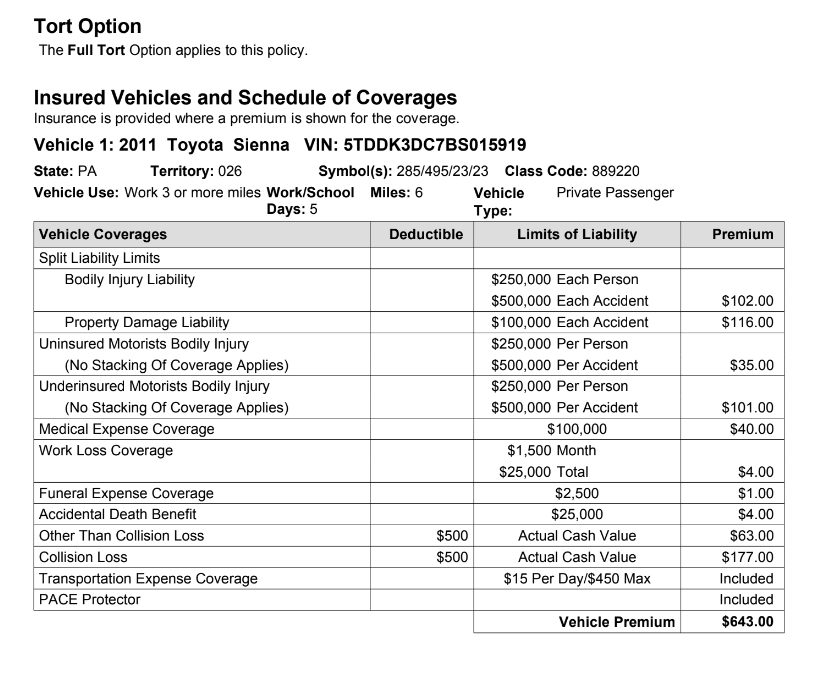 Tort Option
The Full Tort Option applies to this policy.
Insured Vehicles and Schedule of Coverages
Insurance is provided where a premium is shown for the coverage.
Vehicle 1: 2011 Toyota Sienna VIN: 5TDDK3DC7BS015919
State: PA Territory: 026 Symbol(s): 285/495/23/23 Class Code: 889220
Vehicle Use: Work 3 or more miles Work/School Days: 5 Miles: 6 Vehicle Type: Private Passenger
Vehicle Coverages Deductible Limits of Liability Premium
Split Liability Limits
Bodily Injury Liability $250,000 Each Person
$500,000 Each Accident $102.00
Property Damage Liability $100,000 Each Accident $116.00
Uninsured Motorists Bodily Injury $250,000 Per Person
(No Stacking Of Coverage Applies) $500,000 Per Accident $35.00
Underinsured Motorists Bodily Injury $250,000 Per Person
(No Stacking Of Coverage Applies) $500,000 Per Accident $101.00
Medical Expense Coverage $100,000 $40.00
Work Loss Coverage $1,500 Month
$25,000 Total $4.00
Funeral Expense Coverage $2,500 $1.00
Accidental Death Benefit $25,000 $4.00
Other Than Collision Loss $500 Actual Cash Value $63.00
Collision Loss $500 Actual Cash Value $177.00
Transportation Expense Coverage $15 Per Day/$450 Max Included
PACE Protector Included
Vehicle Premium $643.00